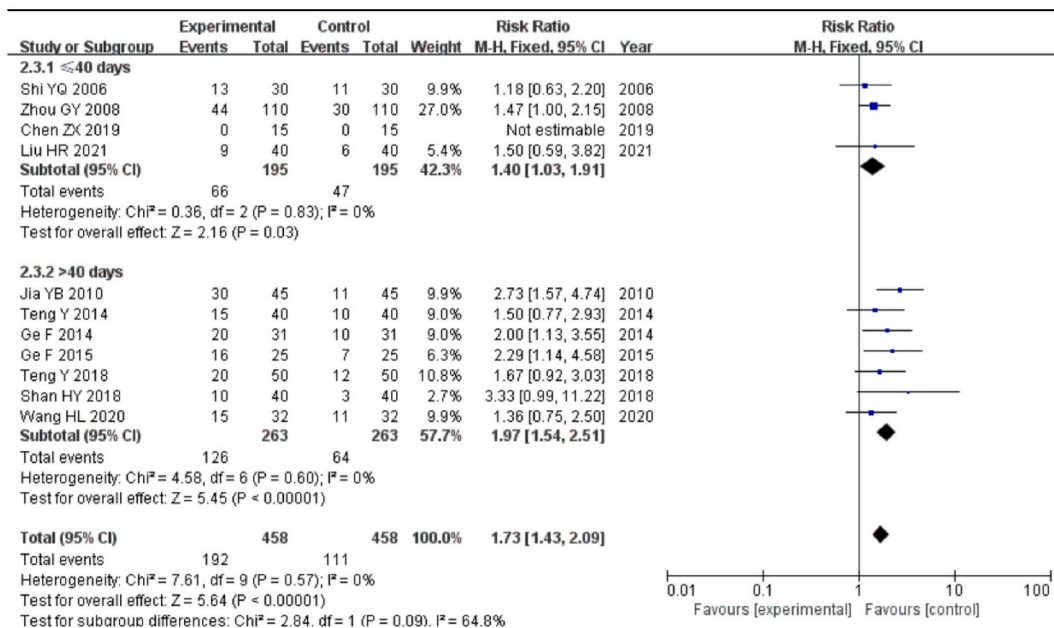 Experimental Control Risk Ratio Risk Ratio
Study or Subgroup Events Total Events Total Weight M-H, Fixed, 95% CI Year M-H, Fixed, 95% CI
2.3.1 ≤40 days
Shi YQ 2006 13 30 11 30 9.9% 1.18 [0.63, 2.20] 2006
Zhou GY 2008 44 110 30 110 27.0% 1.47 [1.00, 2.15] 2008
Chen ZX 2019 0 15 0 15 Not estimable 2019
Liu HR 2021 9 40 6 40 5.4% 1.50 [0.59, 3.82] 2021
Subtotal (95% CI) 195 195 42.3% 1.40 [1.03, 1.91]
Total events 66 47
Heterogeneity: Chi² = 0.36, df = 2 (P = 0.83); I² = 0%
Test for overall effect: Z = 2.16 (P = 0.03)
2.3.2 >40 days
Jia YB 2010 30 45 11 45 9.9% 2.73 [1.57, 4.74] 2010
Teng Y 2014 15 40 10 40 9.0% 1.50 [0.77, 2.93] 2014
Ge F 2014 20 31 10 31 9.0% 2.00 [1.13, 3.55] 2014
Ge F 2015 16 25 7 25 6.3% 2.29 [1.14, 4.58] 2015
Teng Y 2018 20 50 12 50 10.8% 1.67 [0.92, 3.03] 2018
Shan HY 2018 10 40 3 40 2.7% 3.33 [0.99, 11.22] 2018
Wang HL 2020 15 32 11 32 9.9% 1.36 [0.75, 2.50] 2020
Subtotal (95% CI) 263 263 57.7% 1.97 [1.54, 2.51]
Total events 126 64
Heterogeneity: Chi² = 4.58, df = 6 (P = 0.60); I² = 0%
Test for overall effect: Z = 5.45 (P < 0.00001)
Total (95% CI) 458 458 100.0% 1.73 [1.43, 2.09]
Total events 192 111
Heterogeneity: Chi² = 7.61, df = 9 (P = 0.57); I² = 0%
Test for overall effect: Z = 5.64 (P < 0.00001)
Test for subgroup differences: Chi² = 2.84, df = 1 (P = 0.09), I² = 64.8%
0.01 0.1 1 10 100
Favours [experimental] Favours [control]